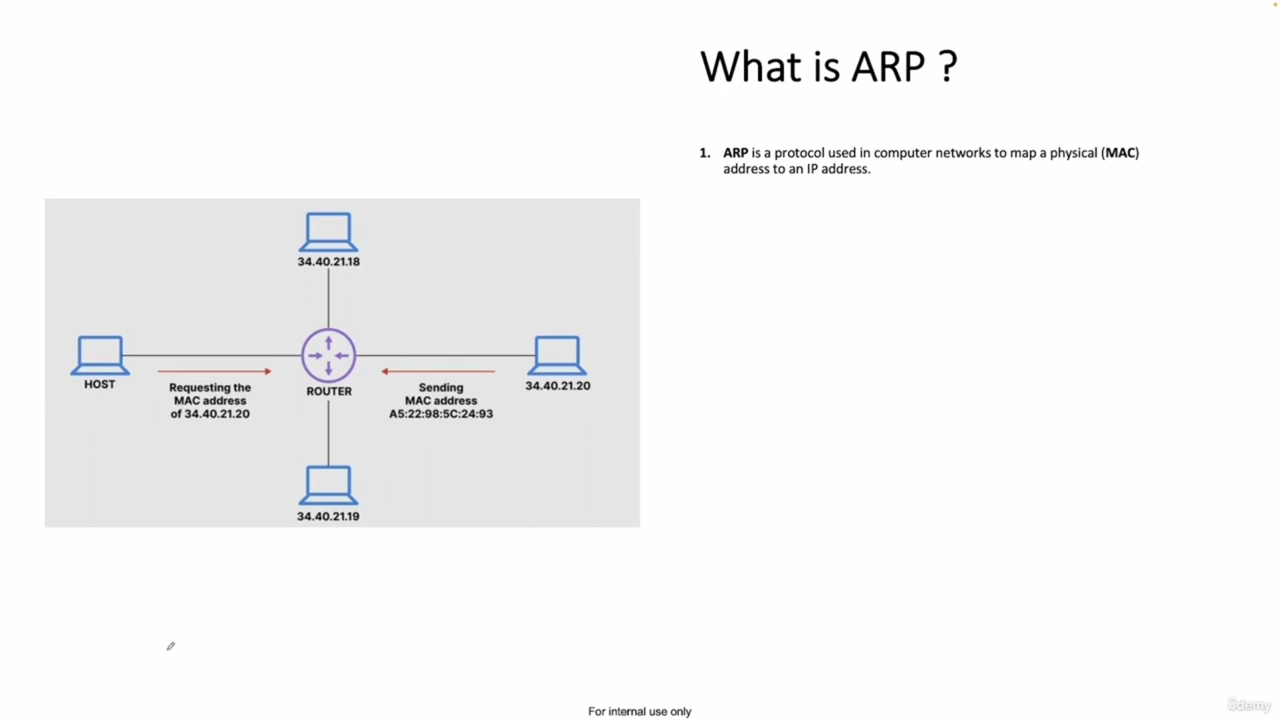 What is ARP ?
1. ARP is a protocol used in computer networks to map a physical (MAC)
address to an IP address.
34.40.21.18
HOST
Requesting the
MAC address
of 34.40.21.20
ROUTER
Sending
MAC address
A5:22:98:5C:24:93
34.40.21.20
34.40.21.19
For internal use only
ûdemy